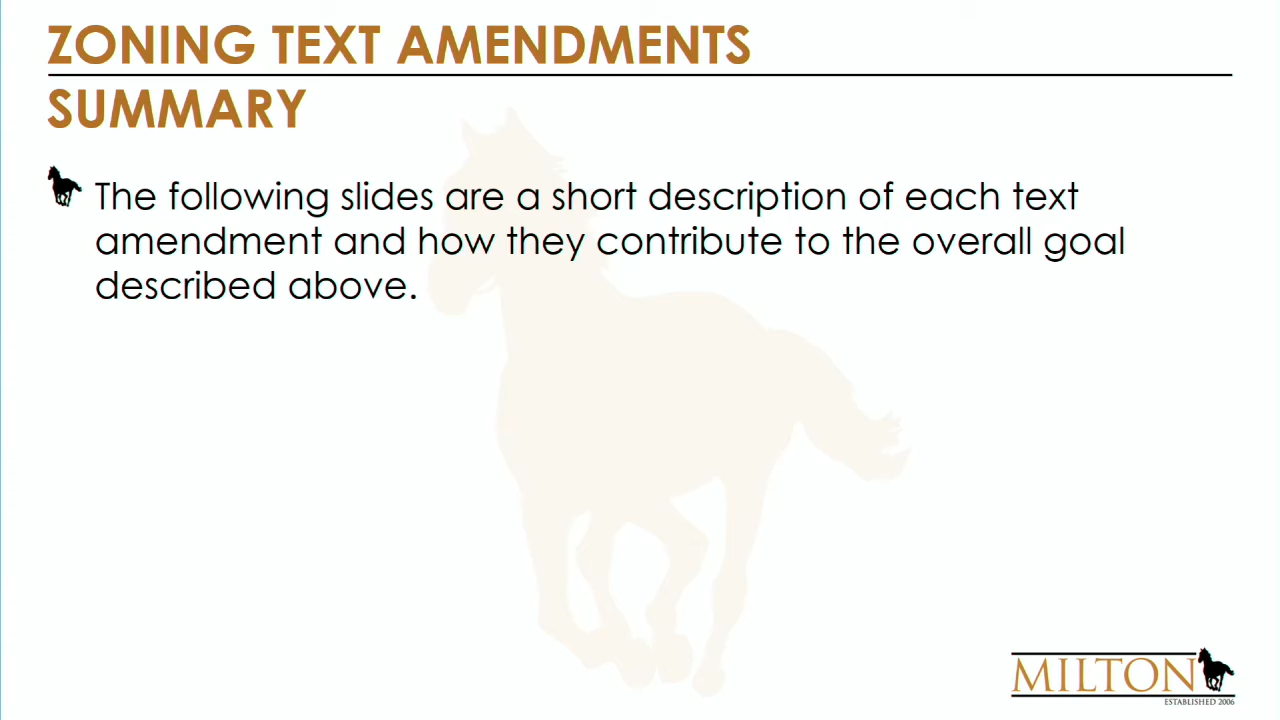 ZONING TEXT AMENDMENTS
SUMMARY
The following slides are a short description of each text
amendment and how they contribute to the overall goal
described above.
MILTON
ESTABLISHED 2006